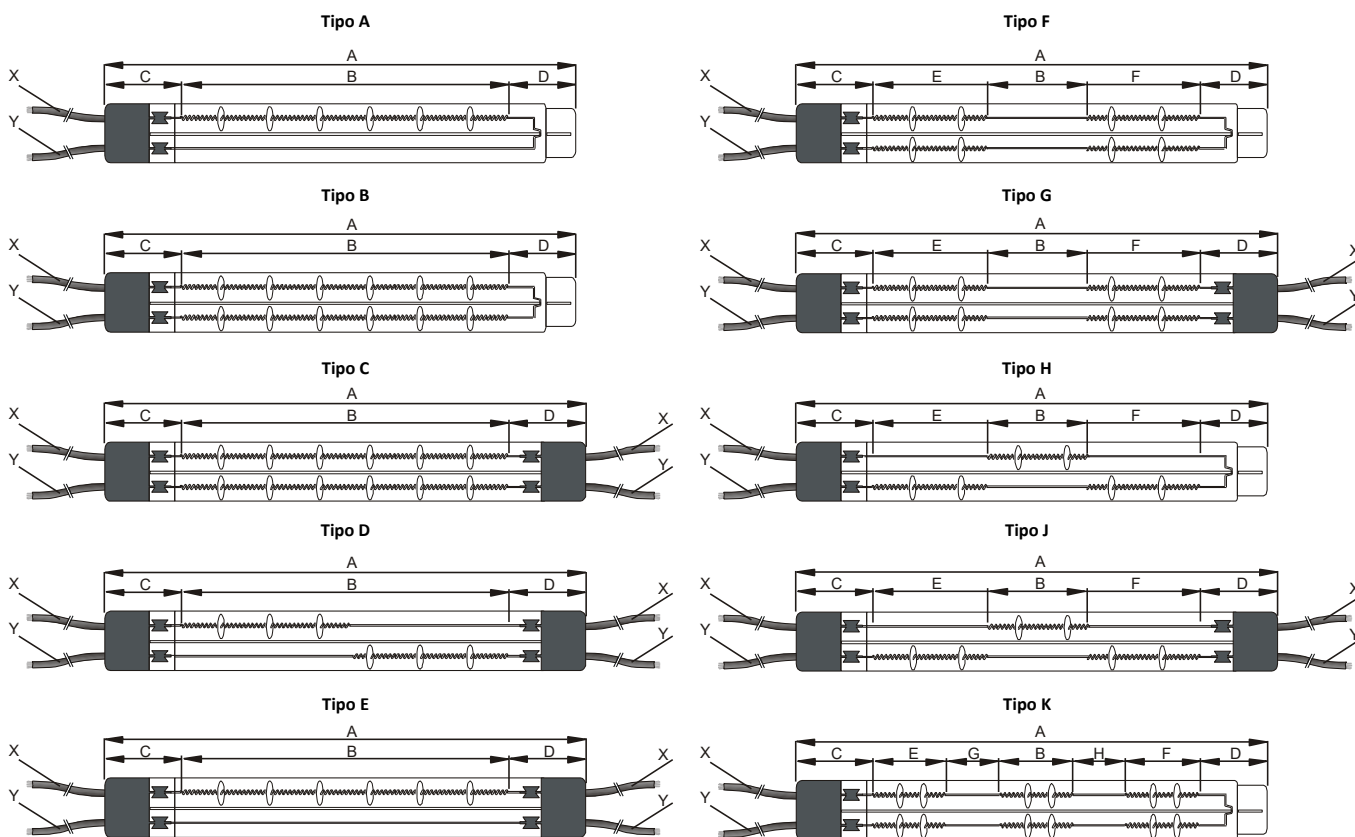 Tipo A
A
C B D
X
Y
Tipo B
A
C B D
X
Y
Tipo C
A
C B D
X X
Y Y
Tipo D
A
C B D
X X
Y Y
Tipo E
A
C B D
X X
Y Y
Tipo F
A
C E B F D
X
Y
Tipo G
A
C E B F D
X X
Y Y
Tipo H
A
C E B F D
X
Y
Tipo J
A
C E B F D
X X
Y Y
Tipo K
A
C E G B H F D
X
Y